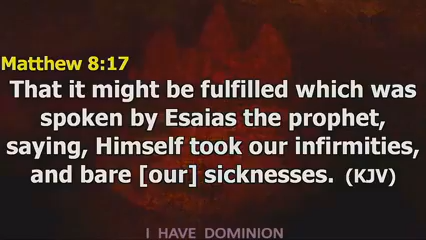 Matthew 8:17
That it might be fulfilled which was
spoken by Esaias the prophet,
saying, Himself took our infirmities,
and bare [our] sicknesses. (KJV)
I HAVE DOMINION